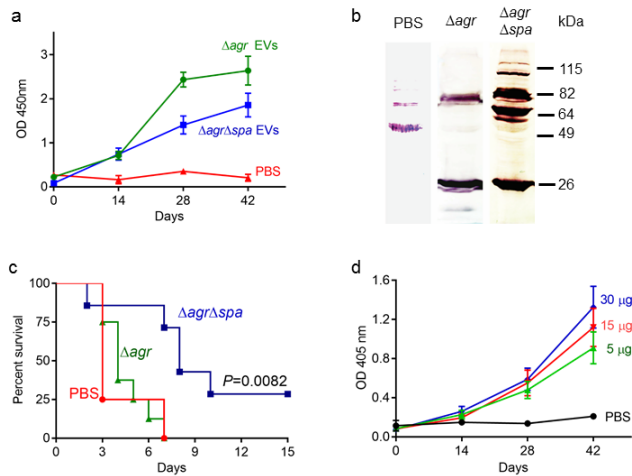 a
OD 450nm
3
2
1
0
Δagr EVs
ΔagrΔspa EVs
PBS
0 14 28 42
Days
b
PBS Δagr Δagr Δspa kDa
115
82
64
49
26
c
Percent survival
100
75
50
25
0
ΔagrΔspa
Δagr
PBS
P=0.0082
0 3 6 9 12 15
Days
d
OD 405 nm
1.6
1.2
0.8
0.4
0.0
30 µg
15 µg
5 µg
PBS
0 14 28 42
Days